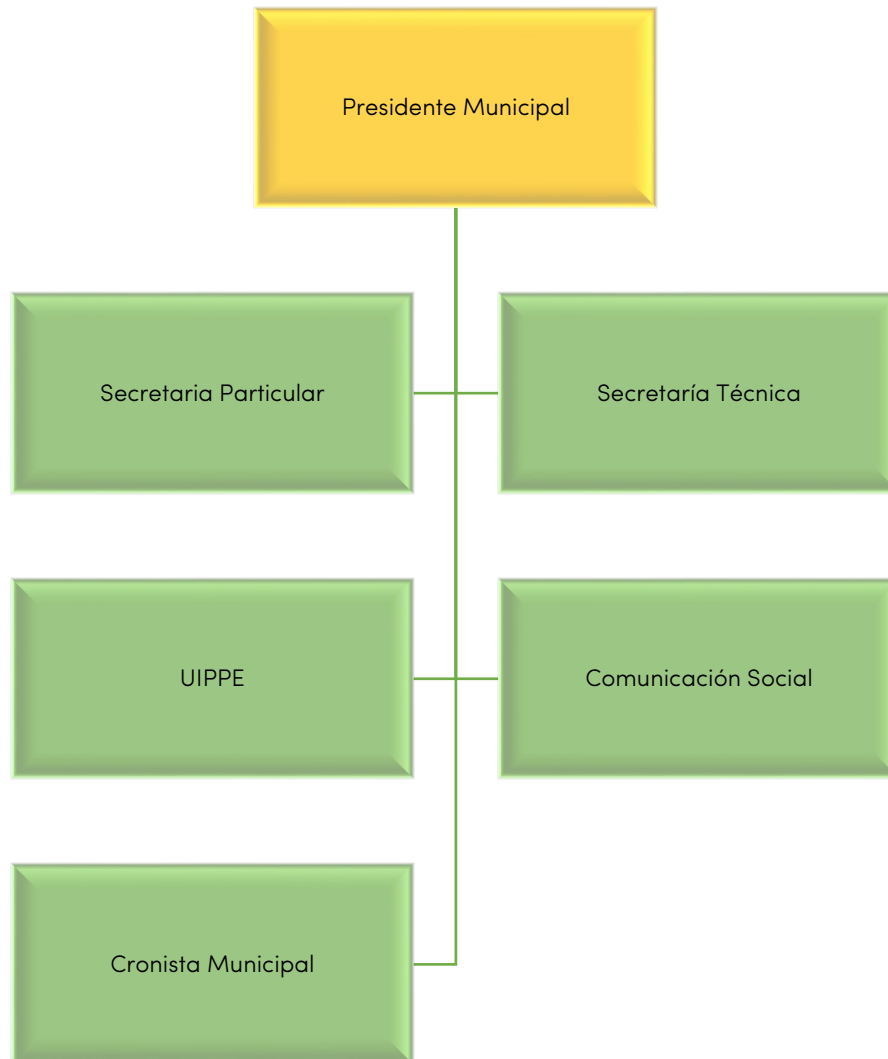 Presidente Municipal
Secretaria Particular
Secretaría Técnica
UIPPE
Comunicación Social
Cronista Municipal